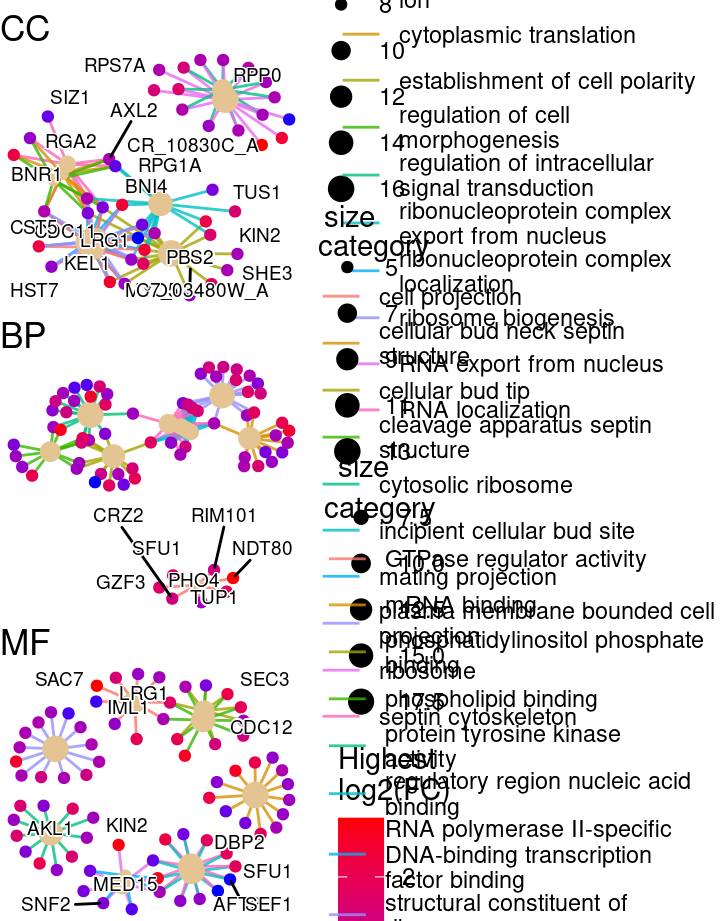 CC
RPS7A
RPP0
SIZ1
AXL2
RGA2
CR_10830C_A
RPG1A
BNR1
BNI4
TUS1
LRG1
KIN2
KEL1
PBS2
SHE3
HST7
BP
CRZ2
RIM101
SFU1
NDT80
GZF3
PHO4
TUP1
MF
SAC7
LRG1
SEC3
IML1
CDC12
AKL1
KIN2
DBP2
MED15
SFU1
SNF2
8
ion
cytoplasmic translation
10
establishment of cell polarity
12
regulation of cell
14
morphogenesis
regulation of intracellular
16
signal transduction
size
ribonucleoprotein complex
export from nucleus
category
ribonucleoprotein complex
5
localization
cell projection
7
ribosome biogenesis
cellular bud neck septin
structure
RNA export from nucleus
cellular bud tip
11
RNA localization
cleavage apparatus septin
structure
13
size
cytosolic ribosome
category
7.5
incipient cellular bud site
GTPase regulator activity
10.0
mating projection
mRNA binding
plasma membrane bounded cell
projection
phosphatidylinositol phosphate
15.0
binding
ribosome
phospholipid binding
17.5
septin cytoskeleton
protein tyrosine kinase
activity
Highest
log2(FC)
regulatory region nucleic acid
binding
RNA polymerase II-specific
DNA-binding transcription
factor binding
2
structural constituent of